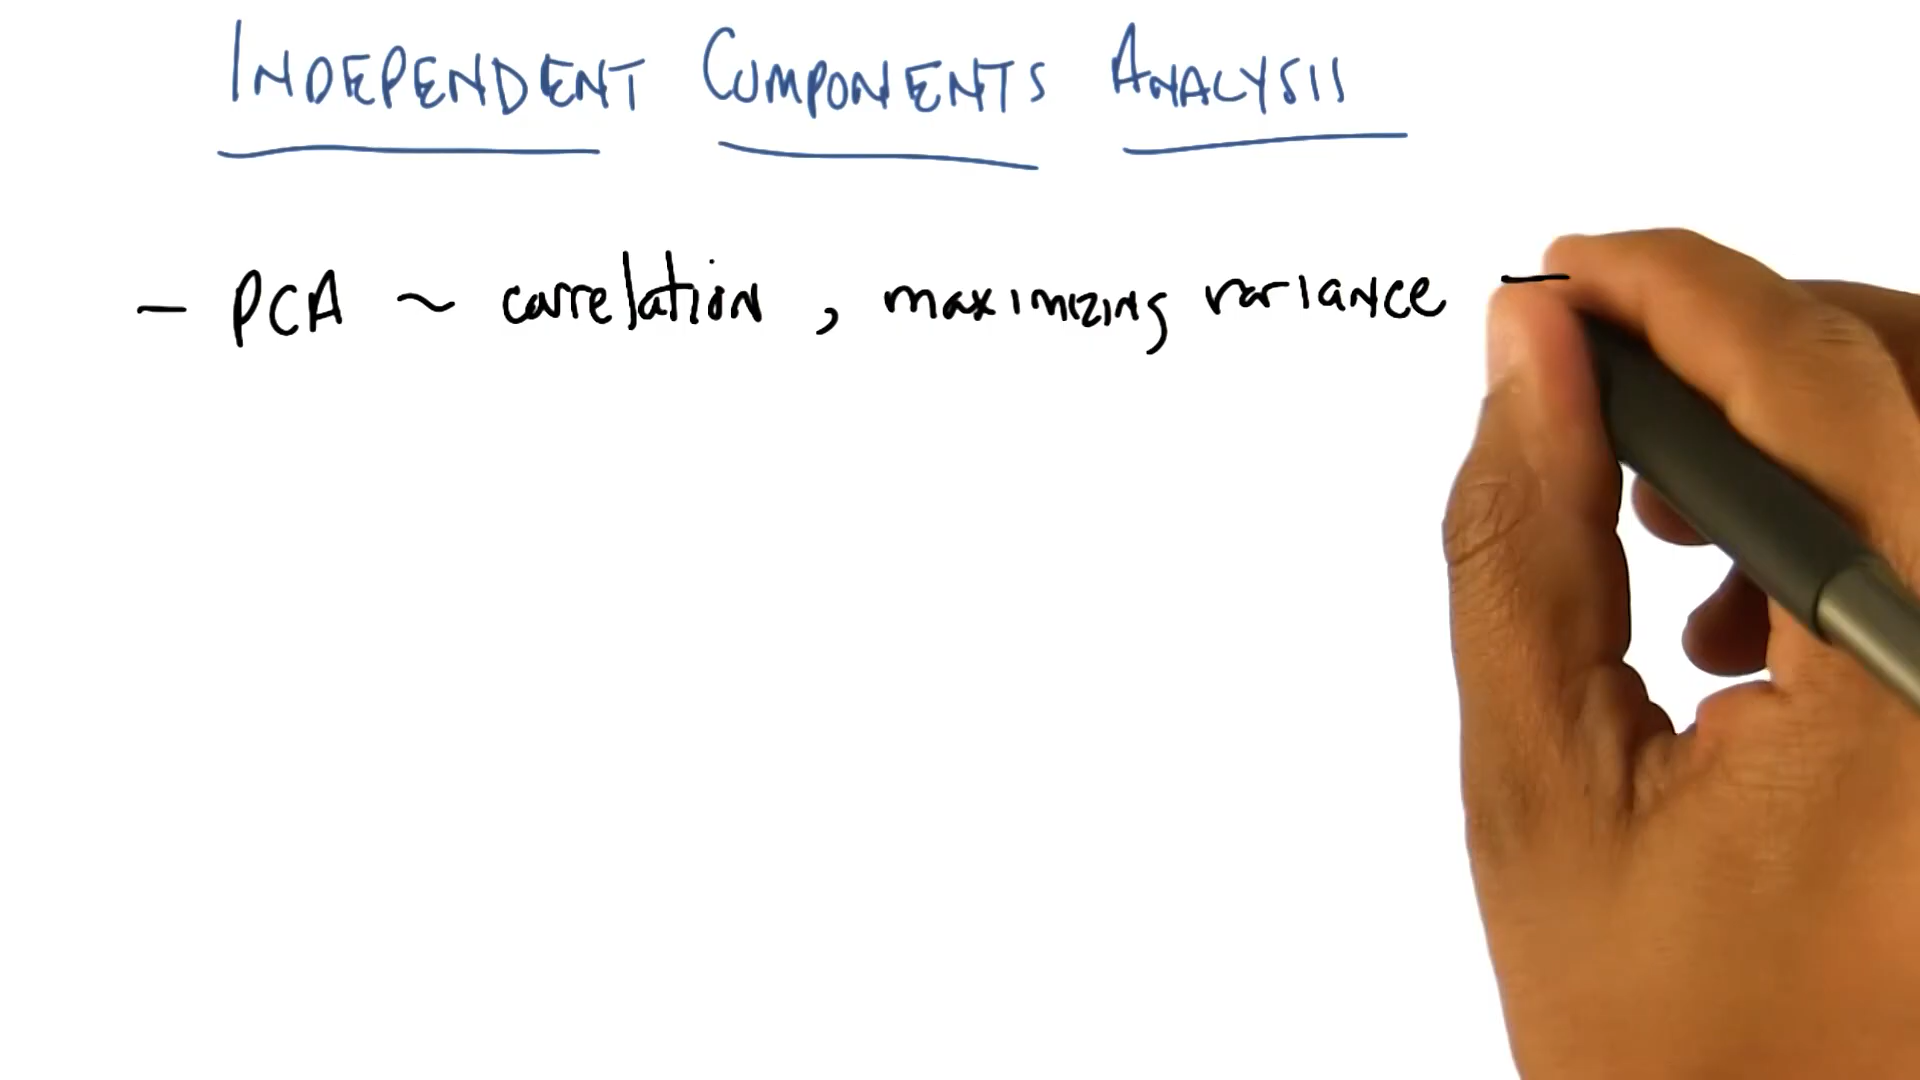 INDEPENDENT COMPONENTS ANALYSIS
- PCA ~ correlation, maximizing variance -